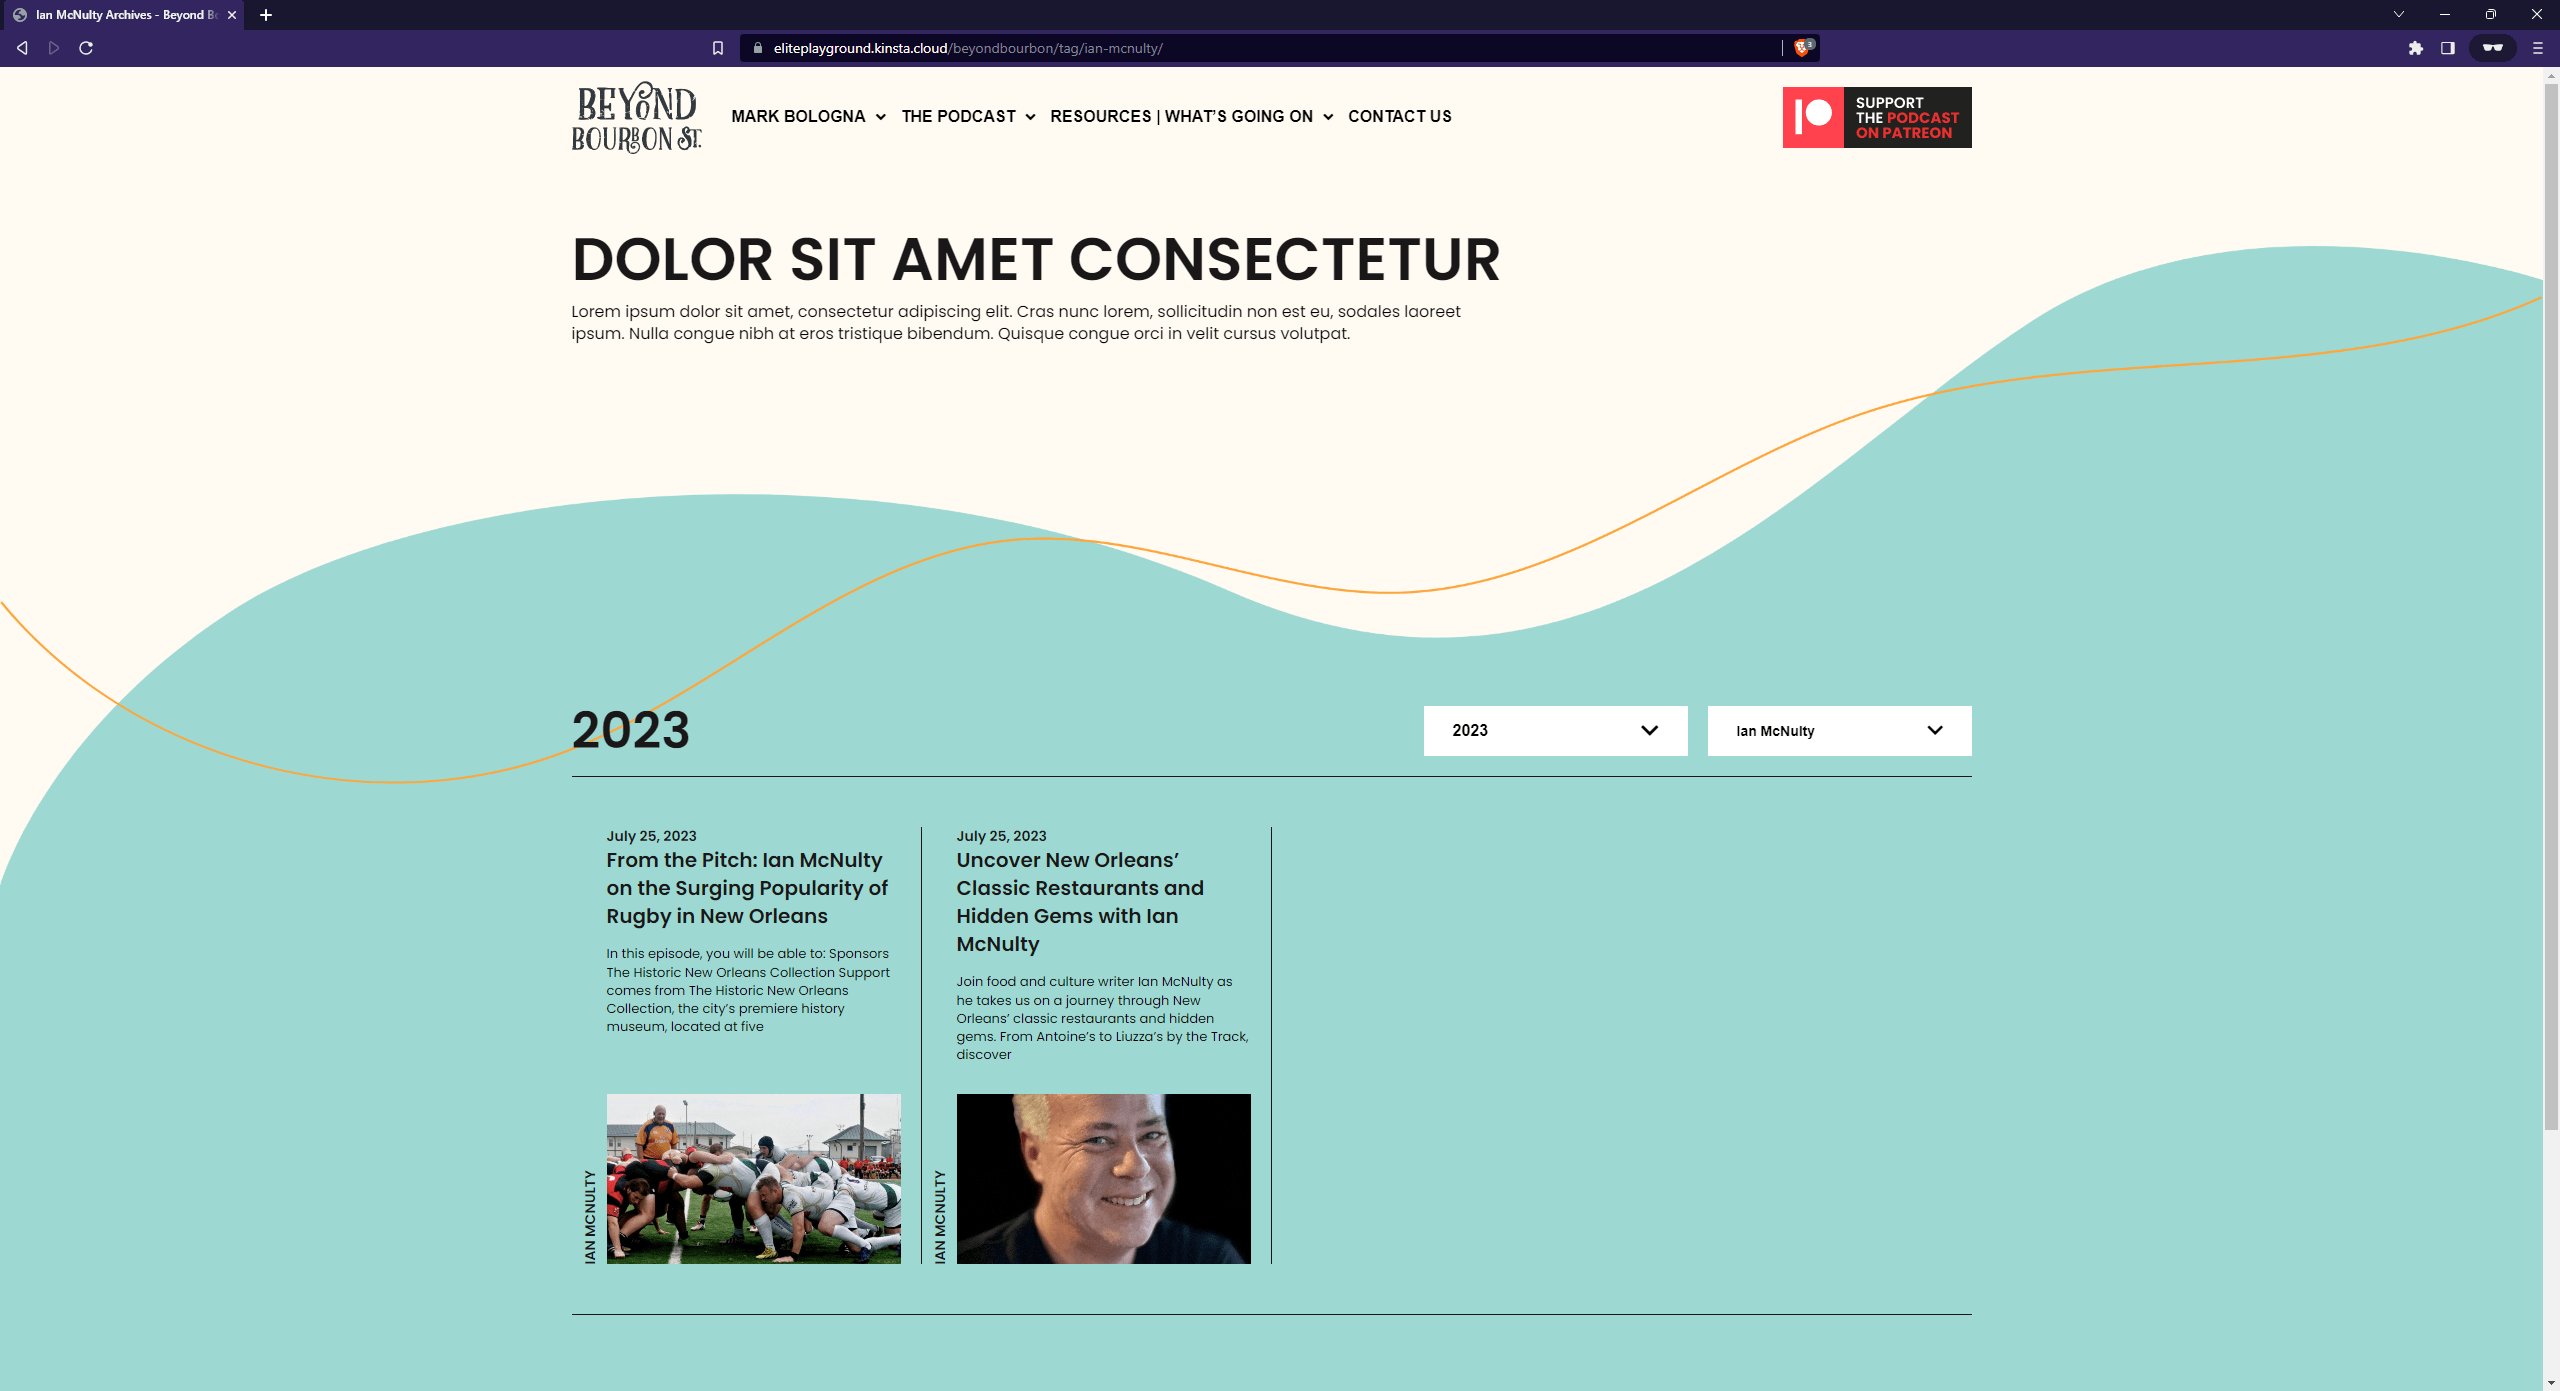 Ian McNulty Archives - Beyond Bo
eliteplayground.kinsta.cloud/beyondbourbon/tag/ian-mcnulty/
3
BEYOND
BOURBON ST.
MARK BOLOGNA
THE PODCAST
RESOURCES | WHAT’S GOING ON
CONTACT US
SUPPORT
THE PODCAST
ON PATREON
DOLOR SIT AMET CONSECTETUR
Lorem ipsum dolor sit amet, consectetur adipiscing elit. Cras nunc lorem, sollicitudin non est eu, sodales laoreet
ipsum. Nulla congue nibh at eros tristique bibendum. Quisque congue orci in velit cursus volutpat.
2023
2023
Ian McNulty
July 25, 2023
From the Pitch: Ian McNulty
on the Surging Popularity of
Rugby in New Orleans
In this episode, you will be able to: Sponsors
The Historic New Orleans Collection Support
comes from The Historic New Orleans
Collection, the city’s premiere history
museum, located at five
IAN MCNULTY
July 25, 2023
Uncover New Orleans’
Classic Restaurants and
Hidden Gems with Ian
McNulty
Join food and culture writer Ian McNulty as
he takes us on a journey through New
Orleans’ classic restaurants and hidden
gems. From Antoine’s to Liuzza’s by the Track,
discover
IAN MCNULTY